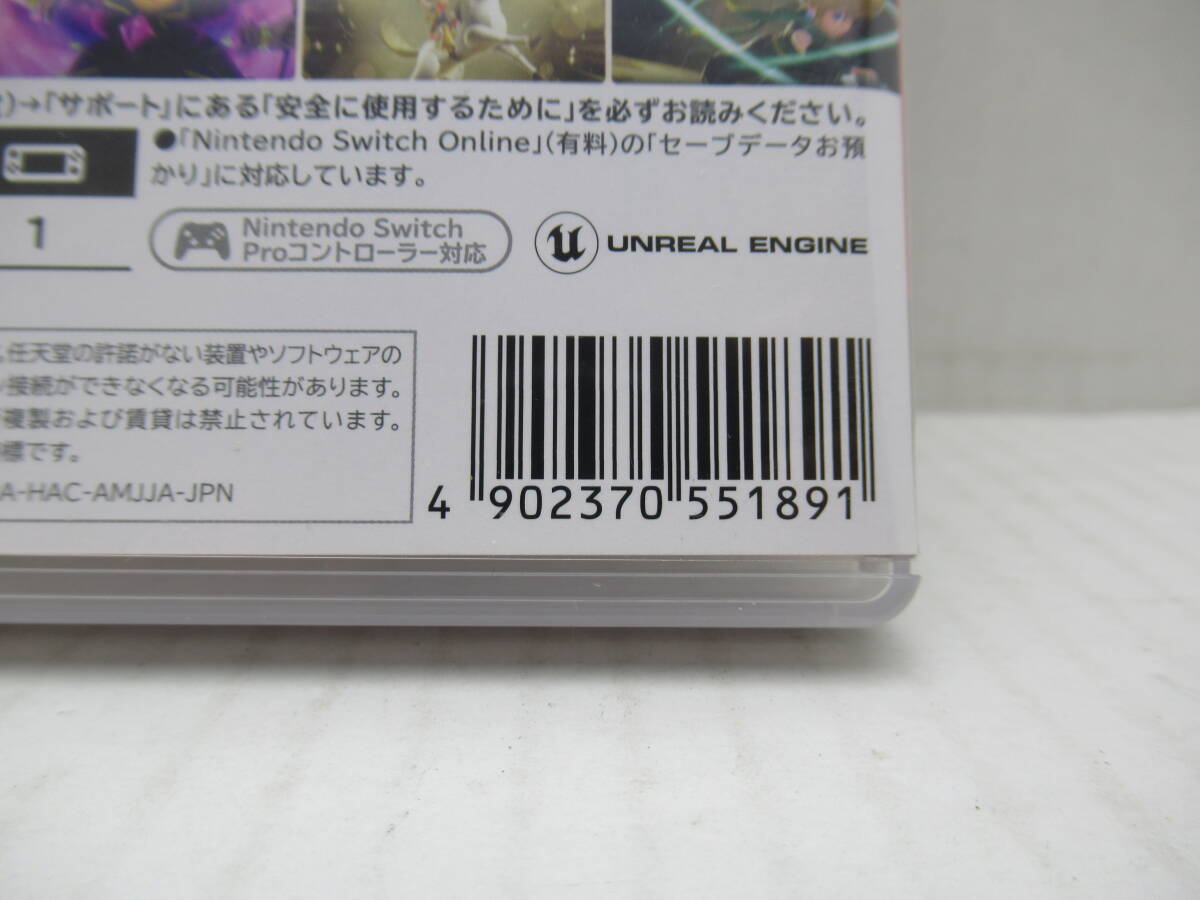 )→「サポート」にある「安全に使用するために」を必ずお読みください。
●「Nintendo Switch Online」(有料)の「セーブデータお預
かり」に対応しています。
1
Nintendo Switch
Proコントローラー対応
UNREAL ENGINE
任天堂の許諾がない装置やソフトウェアの
接続ができなくなる可能性があります。
複製および賃貸は禁止されています。
標です。
A-HAC-AMJJA-JPN
4 902370 551891